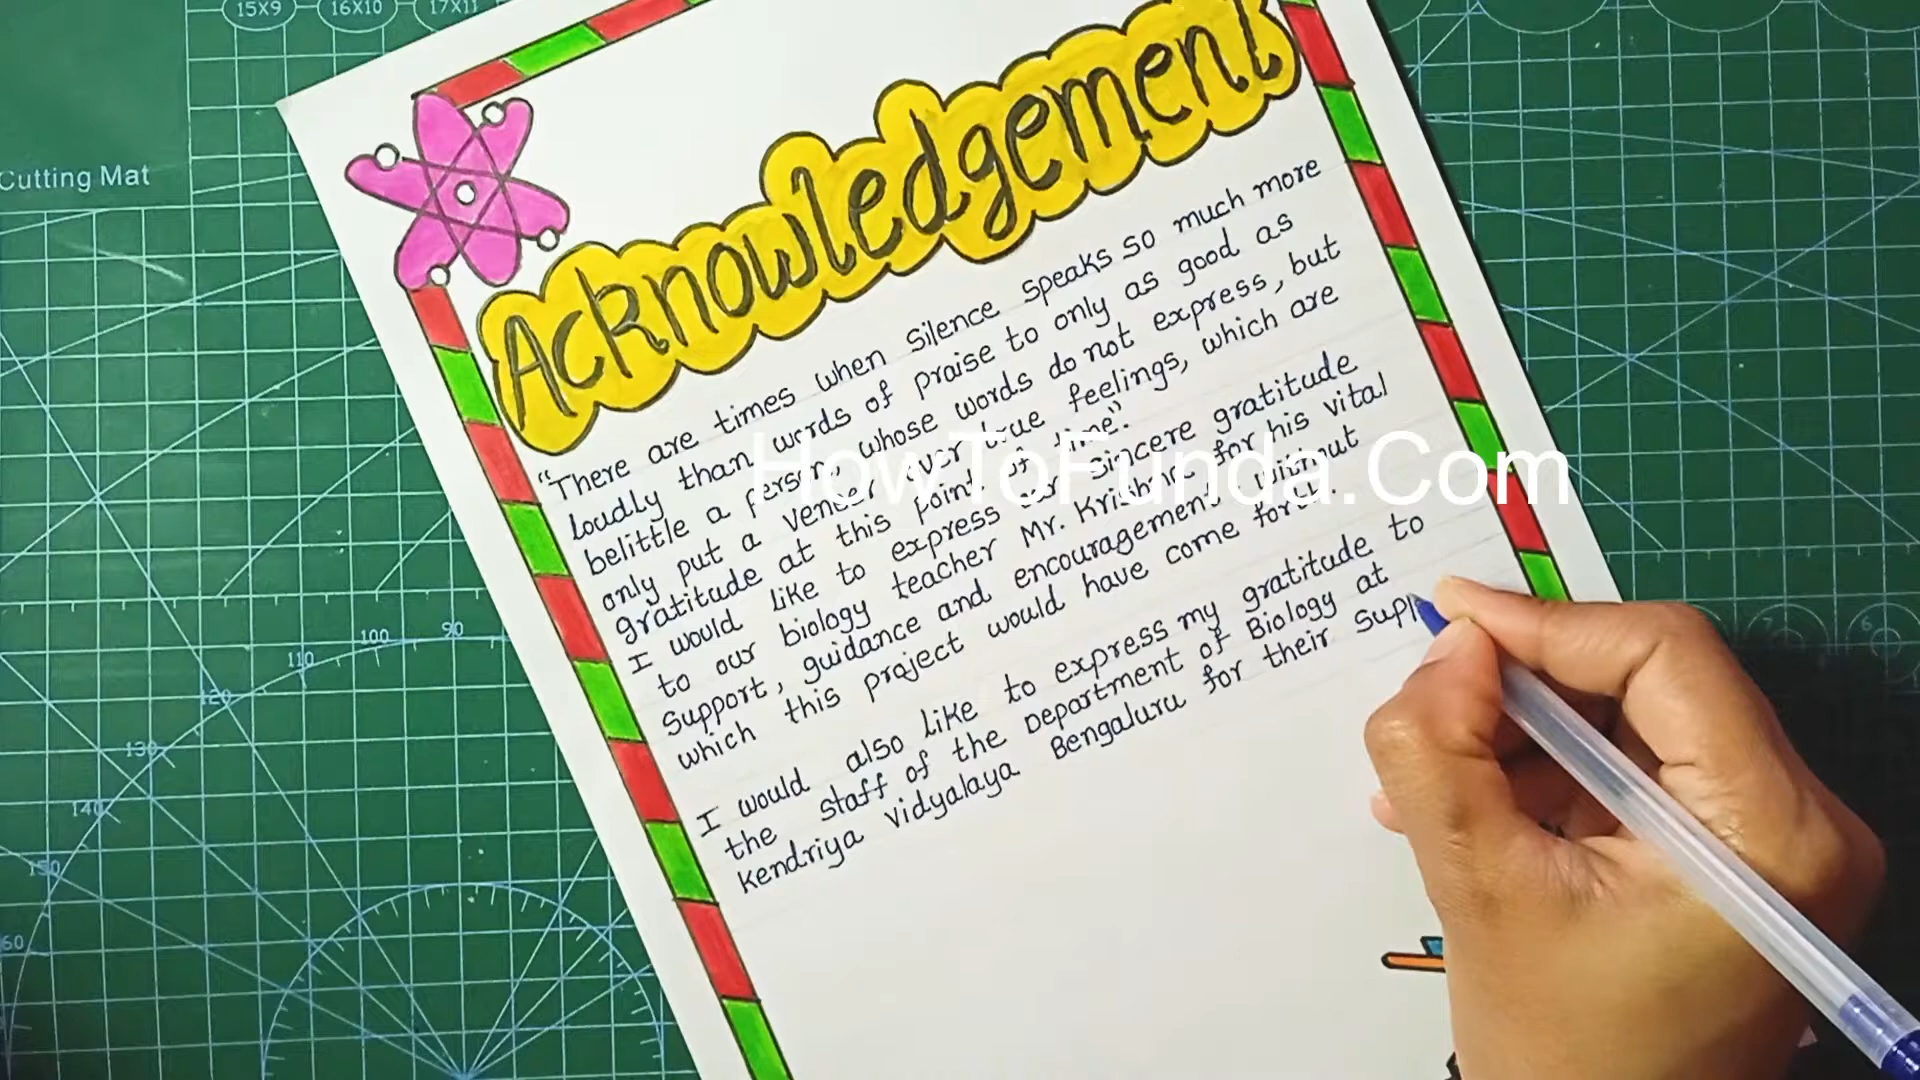 15X9 16X10 17X11
Cutting Mat
Acknowledgement
"There are times when silence speaks so much more
loudly than words of praise to only as good as
belittle a person, whose words do not express, but
only put a veneer over true feelings, which are
gratitude at this point of time."
I would like to express our sincere gratitude
to our biology teacher Mr. Krishna for his vital
support, guidance and encouragement without
which this project would have come forth.
I would also like to express my gratitude to
the staff of the Department of Biology at
Kendriya Vidyalaya Bengaluru for their supp
HowToFunda.Com
90
100
110
120
130
140
150
60
7
6